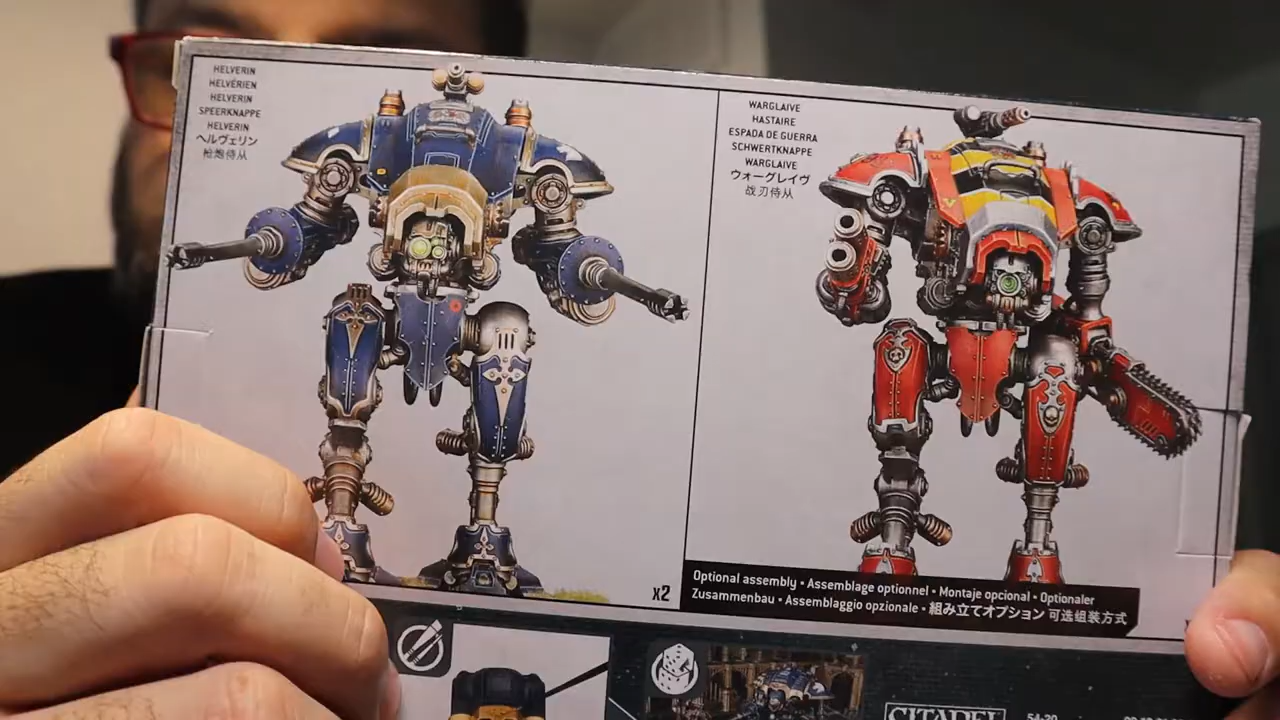 HELVERIN
HELVÉRIEN
HELVERIN
SPEERKNAPPE
HELVERIN
ヘルヴェリン
枪炮侍从
WARGLAIVE
HASTAIRE
ESPADA DE GUERRA
SCHWERTKNAPPE
WARGLAIVE
ウォーグレイヴ
战刃侍从
x2
Optional assembly • Assemblage optionnel • Montaje opcional • Optionaler
Zusammenbau • Assemblaggio opzionale • 組み立てオプション 可选组装方式
CITADEL
54-20